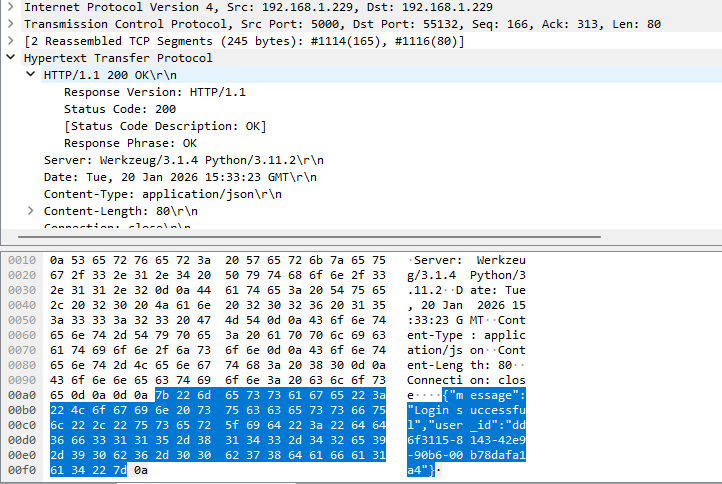 Internet Protocol Version 4, Src: 192.168.1.229, Dst: 192.168.1.229
Transmission Control Protocol, Src Port: 5000, Dst Port: 55132, Seq: 166, Ack: 313, Len: 80
[2 Reassembled TCP Segments (245 bytes): #1114(165), #1116(80)]
Hypertext Transfer Protocol
HTTP/1.1 200 OK\r\n
Response Version: HTTP/1.1
Status Code: 200
[Status Code Description: OK]
Response Phrase: OK
Server: Werkzeug/3.1.4 Python/3.11.2\r\n
Date: Tue, 20 Jan 2026 15:33:23 GMT\r\n
Content-Type: application/json\r\n
Content-Length: 80\r\n
Connection: close\r\n
0010 0a 53 65 72 76 65 72 3a 20 57 65 72 6b 7a 65 75 ·Server: Werkzeu
0020 67 2f 33 2e 31 2e 34 20 50 79 74 68 6f 6e 2f 33 g/3.1.4 Python/3
0030 2e 31 31 2e 32 0d 0a 44 61 74 65 3a 20 54 75 65 .11.2··D ate: Tue
0040 2c 20 32 30 20 4a 61 6e 20 32 30 32 36 20 31 35 , 20 Jan 2026 15
0050 3a 33 33 3a 32 33 20 47 4d 54 0d 0a 43 6f 6e 74 :33:23 G MT··Cont
0060 65 6e 74 2d 54 79 70 65 3a 20 61 70 70 6c 69 63 ent-Type : applic
0070 61 74 69 6f 6e 2f 6a 73 6f 6e 0d 0a 43 6f 6e 74 ation/js on··Cont
0080 65 6e 74 2d 4c 65 6e 67 74 68 3a 20 38 30 0d 0a ent-Leng th: 80··
0090 43 6f 6e 6e 65 63 74 69 6f 6e 3a 20 63 6c 6f 73 Connecti on: clos
00a0 65 0d 0a 0d 0a 7b 22 6d 65 73 73 61 67 65 22 3a e····{"m essage":
00b0 22 4c 6f 67 69 6e 20 73 75 63 63 65 73 73 66 75 "Login s uccessfu
00c0 6c 22 2c 22 75 73 65 72 5f 69 64 22 3a 22 64 64 l","user _id":"dd
00d0 36 66 33 31 31 35 2d 38 31 34 33 2d 34 32 65 39 6f3115-8 143-42e9
00e0 2d 39 30 62 36 2d 30 30 62 37 38 64 61 66 61 31 -90b6-00 b78dafa1
00f0 61 34 22 7d 0a a4"}·